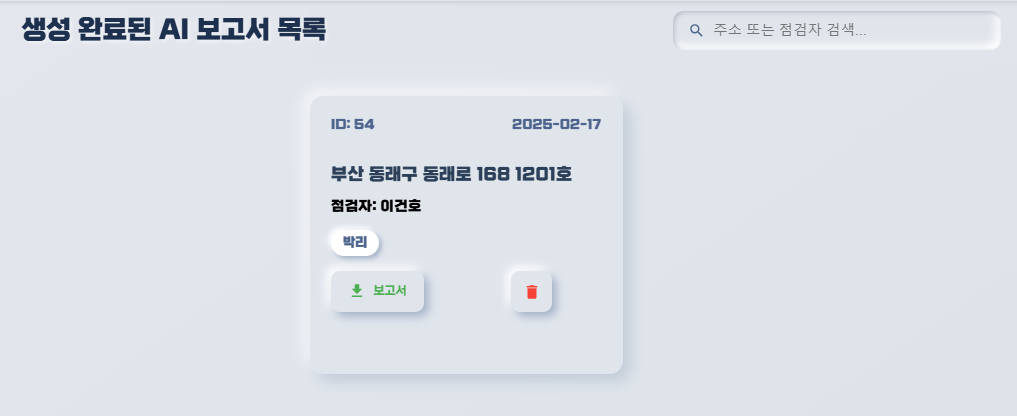 생성 완료된 AI 보고서 목록
주소 또는 점검자 검색...
ID: 54
2025-02-17
부산 동래구 동래로 168 1201호
점검자: 이건호
박리
보고서